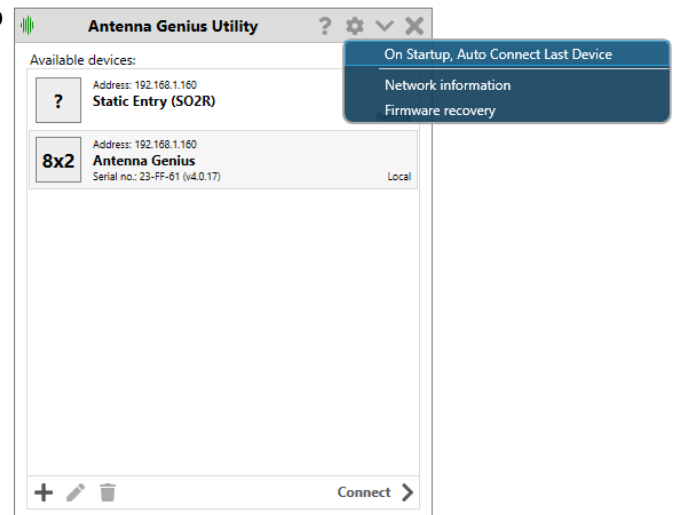 Antenna Genius Utility
?
Available devices:
On Startup, Auto Connect Last Device
Network information
Firmware recovery
?
Address: 192.168.1.160
Static Entry (SO2R)
8x2
Address: 192.168.1.160
Antenna Genius
Serial no.: 23-FF-61 (v4.0.17)
Local
Connect